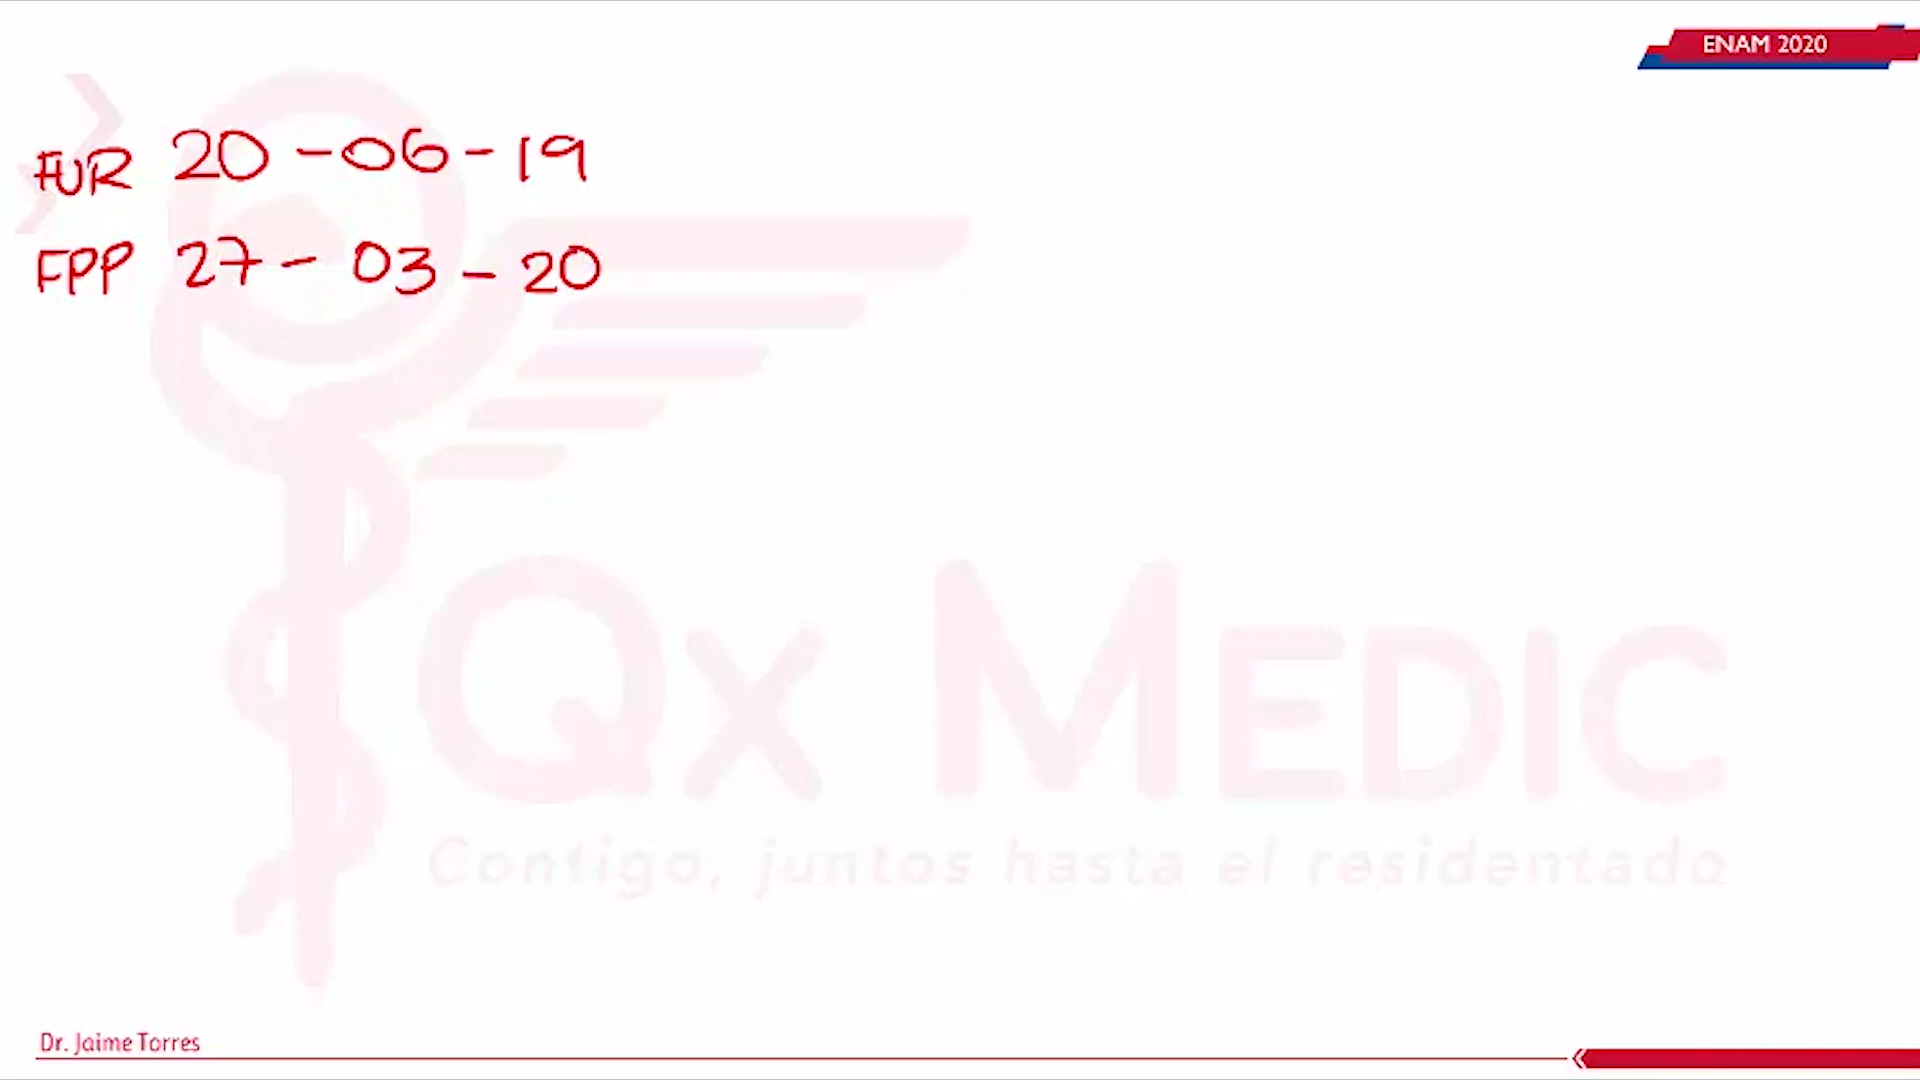 ENAM 2020
FUR 20-06-19
FPP 27-03-20
Qx MEDIC
Contigo, juntos hasta el residentado
Dr. Jaime Torres